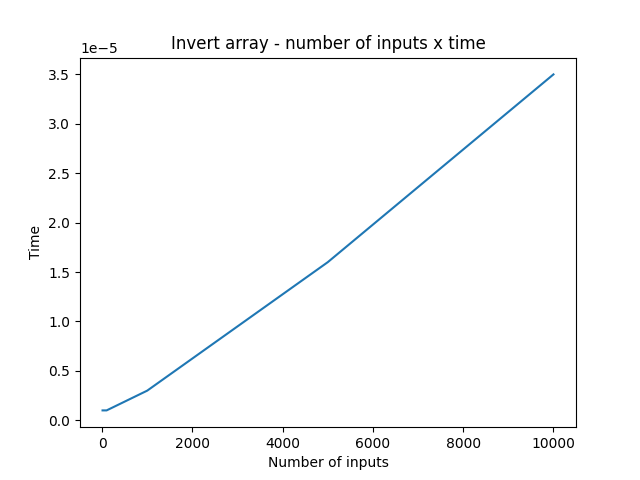 Invert array - number of inputs x time
1e−5
3.5
3.0
2.5
2.0
1.5
1.0
0.5
0.0
Time
0 2000 4000 6000 8000 10000
Number of inputs